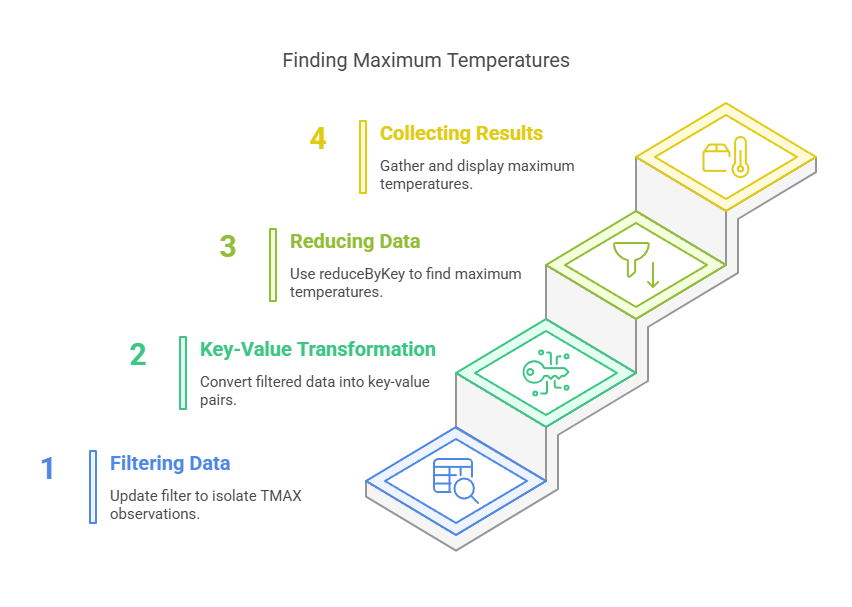 Finding Maximum Temperatures
4
Collecting Results
Gather and display maximum
temperatures.
3
Reducing Data
Use reduceByKey to find maximum
temperatures.
2
Key-Value Transformation
Convert filtered data into key-value
pairs.
1
Filtering Data
Update filter to isolate TMAX
observations.